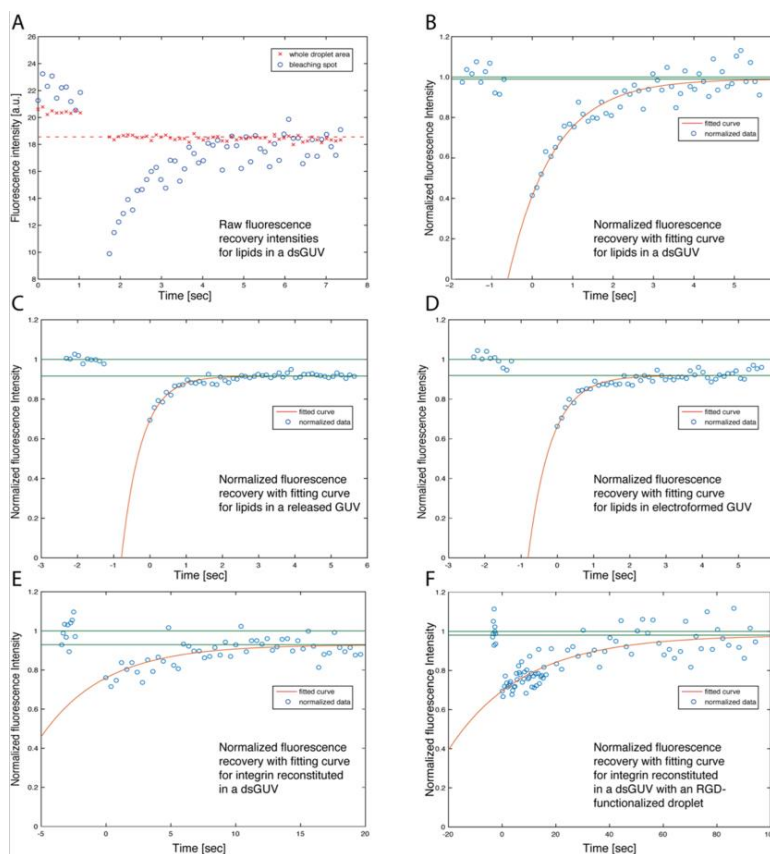 A
Fluorescence intensity [a.u.]
26
24
22
20
18
16
14
12
10
8
whole droplet area
bleaching spot
Raw fluorescence
recovery intensities
for lipids in a dsGUV
0 1 2 3 4 5 6 7 8
Time [sec]
B
Normalized fluorescence Intensity
1.2
1.0
0.8
0.6
0.4
0.2
0
fitted curve
normalized data
Normalized fluorescence
recovery with fitting curve
for lipids in a dsGUV
-2 -1 0 1 2 3 4 5
Time [sec]
C
Normalized fluorescence Intensity
1.2
1
0.8
0.6
0.4
0.2
0
fitted curve
normalized data
Normalized fluorescence
recovery with fitting curve
for lipids in a released GUV
-3 -2 -1 0 1 2 3 4 5 6
Time [sec]
D
Normalized fluorescence Intensity
1.2
1
0.8
0.6
0.4
0.2
0
fitted curve
normalized data
Normalized fluorescence
recovery with fitting curve
for lipids in electroformed GUV
-3 -2 -1 0 1 2 3 4 5
Time [sec]
E
Normalized fluorescence Intensity
1.2
1
0.8
0.6
0.4
0.2
0
fitted curve
normalized data
Normalized fluorescence
recovery with fitting curve
for integrin reconstituted
in a dsGUV
-5 0 5 10 15 20
Time [sec]
F
Normalized fluorescence Intensity
1.2
1
0.8
0.6
0.4
0.2
0
fitted curve
normalized data
Normalized fluorescence
recovery with fitting curve
for integrin reconstituted
in a dsGUV with an RGD-
functionalized droplet
-20 0 20 40 60 80
Time [sec]